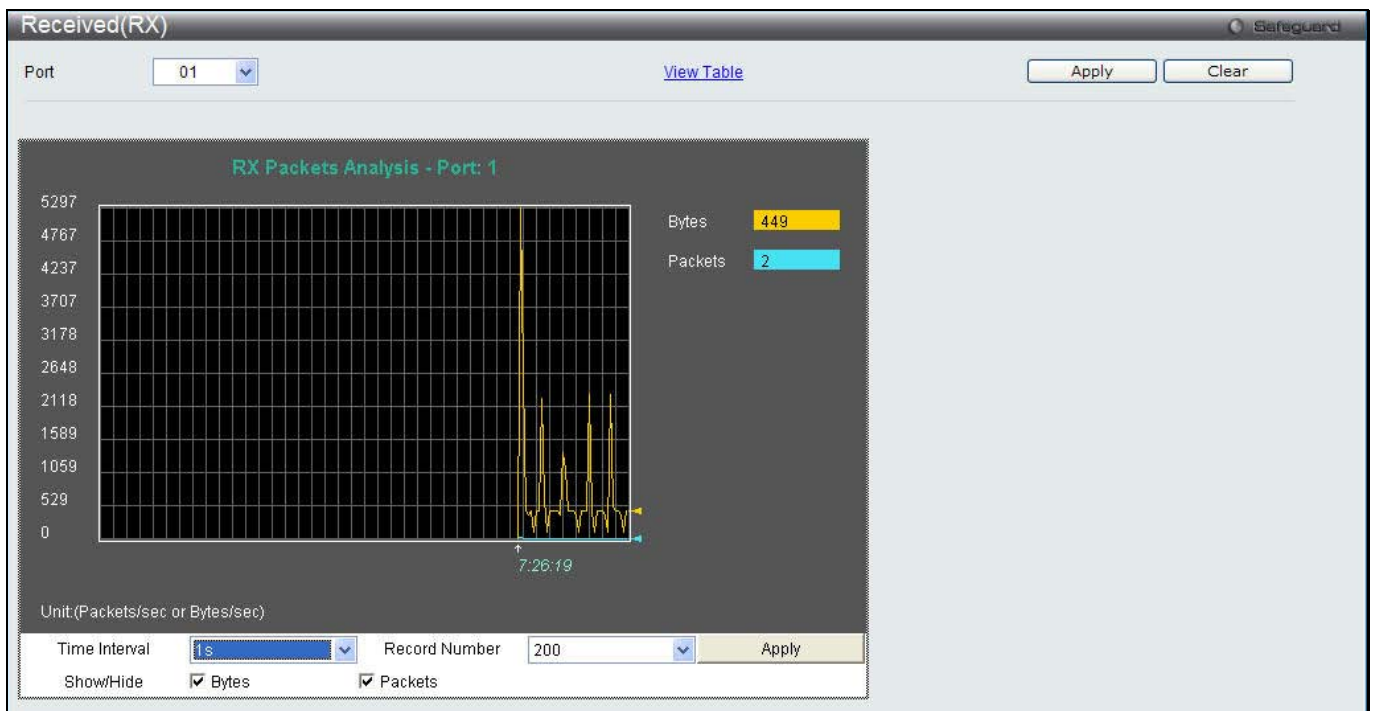 Received(RX)
Safeguard
Port 01 View Table Apply Clear
RX Packets Analysis - Port: 1
5297
4767
4237
3707
3178
2648
2118
1589
1059
529
0
Bytes 449
Packets 2
7:26:19
Unit:(Packets/sec or Bytes/sec)
Time Interval 1s Record Number 200 Apply
Show/Hide Bytes Packets